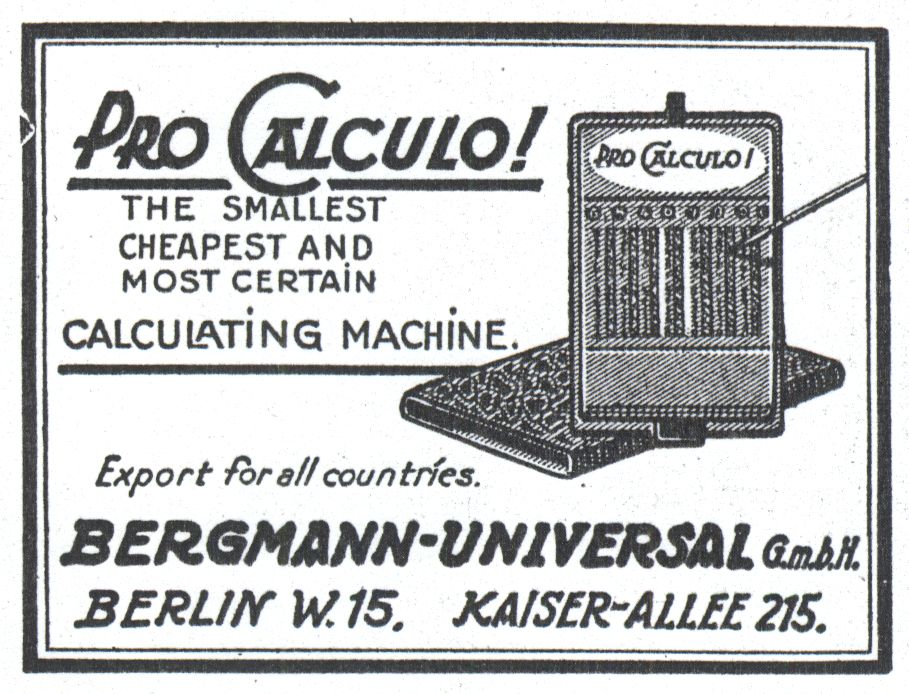 PRO CALCULO!
THE SMALLEST
CHEAPEST AND
MOST CERTAIN
CALCULATING MACHINE.
PRO CALCULO!
Export for all countries.
BERGMANN-UNIVERSAL G.m.b.H.
BERLIN W.15. KAISER-ALLEE 215.